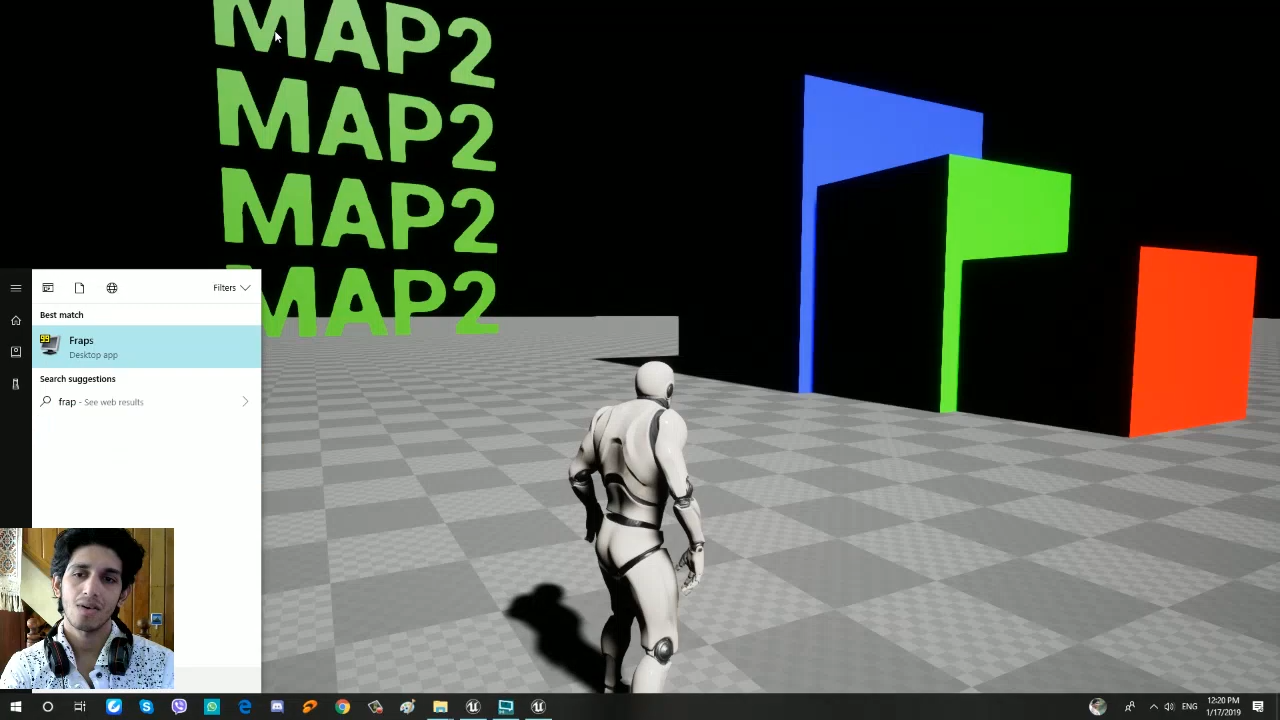 MAP2
MAP2
MAP2
MAP2
Filters
Best match
99
Fraps
Desktop app
Search suggestions
frap - See web results
ENG
12:20 PM
1/17/2019